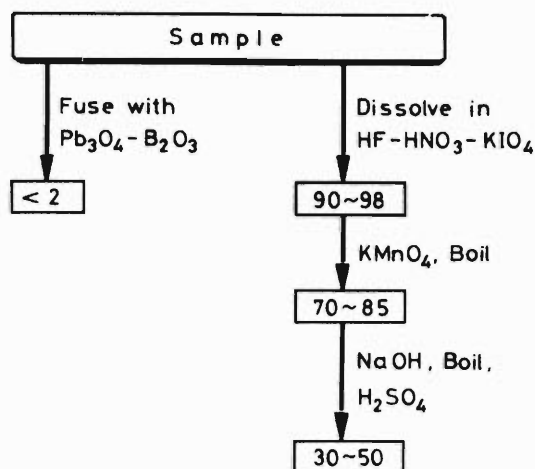 Sample
Fuse with
Pb₃O₄-B₂O₃
< 2
Dissolve in
HF-HNO₃-KIO₄
90~98
KMnO₄, Boil
70~85
NaOH, Boil,
H₂SO₄
30~50